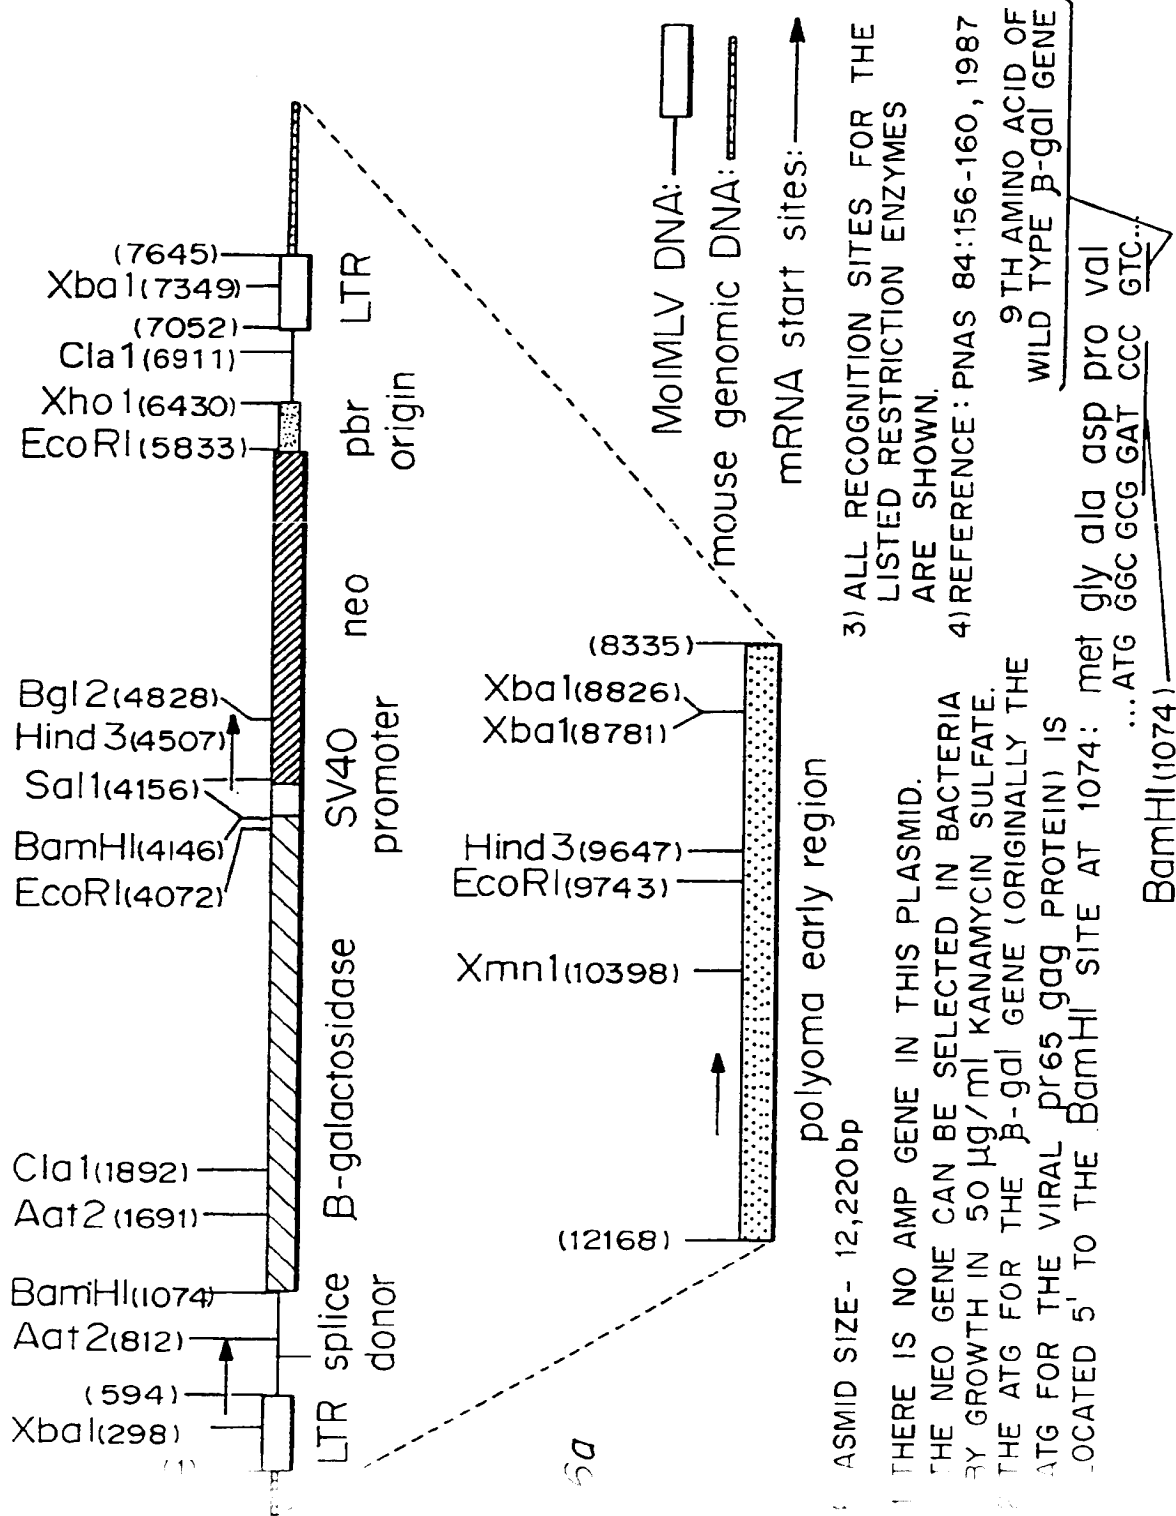 XbaI(298)
(594)
Aat2(812)
BamHI(1074)
Aat2(1691)
Cla1(1892)
EcoRI(4072)
BamHI(4146)
Sal1(4156)
Hind3(4507)
Bgl2(4828)
EcoRI(5833)
Xho1(6430)
Cla1(6911)
(7052)
Xba1(7349)
(7645)
(1)
LTR
splice
donor
B-galactosidase
SV40
promoter
neo
pbr
origin
LTR
(12168)
Xmn1(10398)
EcoRI(9743)
Hind3(9647)
Xba1(8781)
Xba1(8826)
(8335)
polyoma early region
MolMLV DNA:
mouse genomic DNA:
mRNA start sites:
6a
ASMID SIZE- 12,220bp
THERE IS NO AMP GENE IN THIS PLASMID.
THE NEO GENE CAN BE SELECTED IN BACTERIA
BY GROWTH IN 50 µg/ml KANAMYCIN SULFATE.
THE ATG FOR THE β-gal GENE (ORIGINALLY THE
ATG FOR THE VIRAL pr65 gag PROTEIN) IS
LOCATED 5' TO THE BamHI SITE AT 1074:
met gly ala asp pro val
...ATG GGC GCG GAT CCC GTC...
BamHI(1074)
3) ALL RECOGNITION SITES FOR THE
LISTED RESTRICTION ENZYMES
ARE SHOWN.
4) REFERENCE: PNAS 84:156-160, 1987
9TH AMINO ACID OF
WILD TYPE β-gal GENE